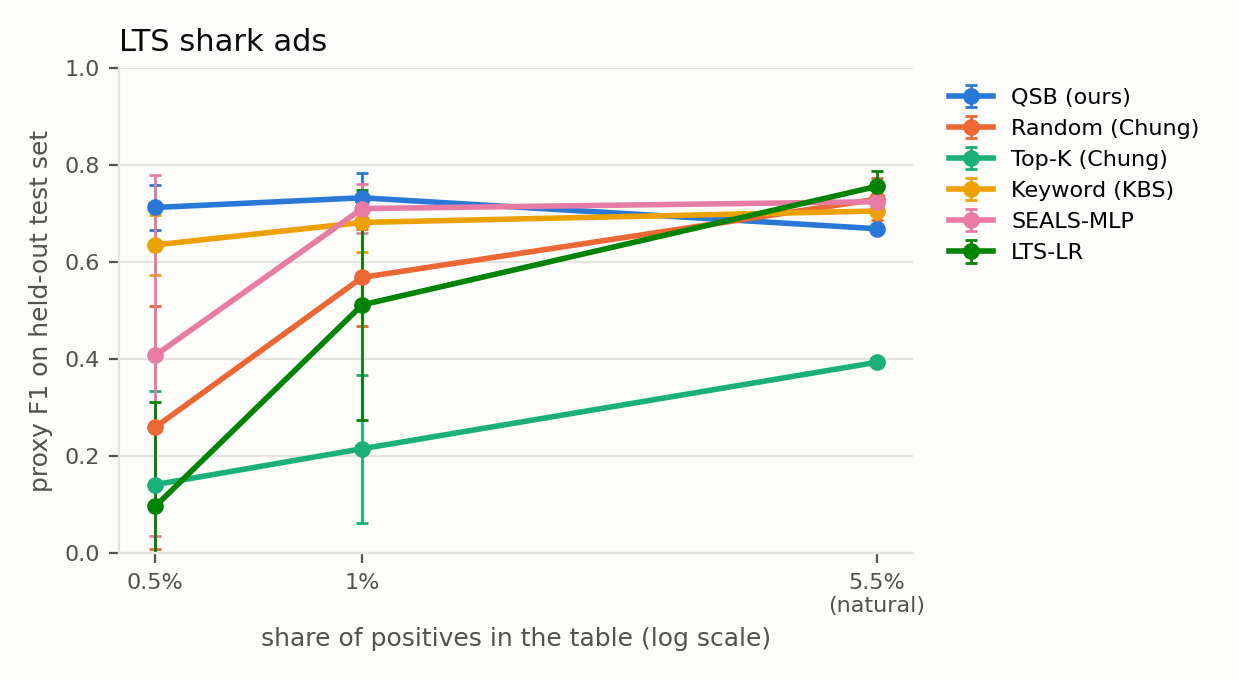 LTS shark ads
1.0
0.8
0.6
0.4
0.2
0.0
proxy F1 on held-out test set
0.5%
1%
5.5%
(natural)
share of positives in the table (log scale)
QSB (ours)
Random (Chung)
Top-K (Chung)
Keyword (KBS)
SEALS-MLP
LTS-LR